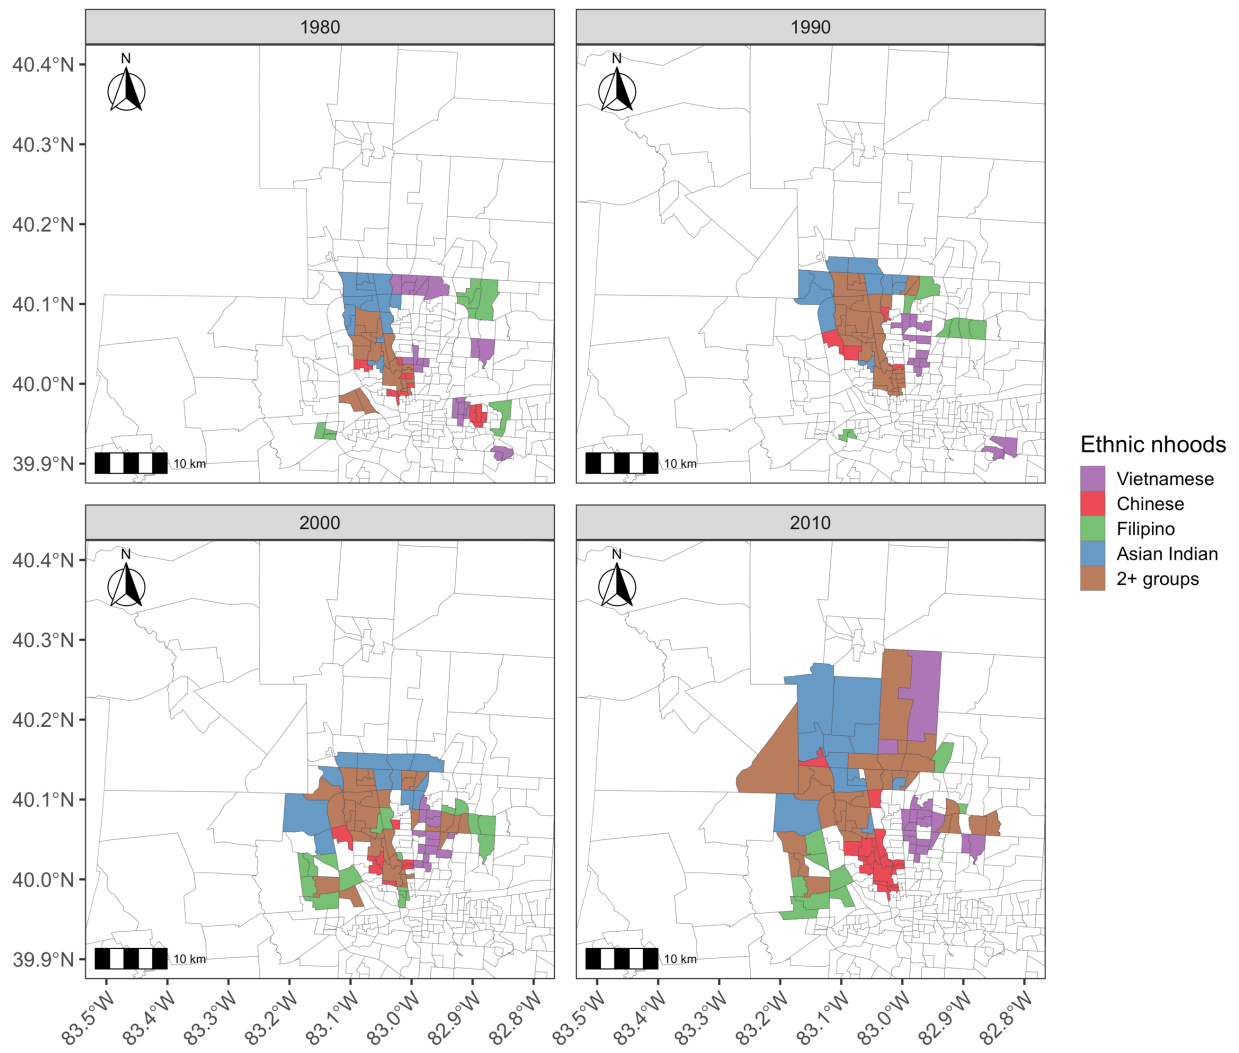 1980
1990
N
N
40.4°N
40.3°N
40.2°N
40.1°N
40.0°N
39.9°N
10 km
10 km
Ethnic nhoods
Vietnamese
Chinese
Filipino
Asian Indian
2+ groups
2000
2010
N
N
40.4°N
40.3°N
40.2°N
40.1°N
40.0°N
39.9°N
10 km
10 km
83.5°W
83.4°W
83.3°W
83.2°W
83.1°W
83.0°W
82.9°W
82.8°W
83.5°W
83.4°W
83.3°W
83.2°W
83.1°W
83.0°W
82.9°W
82.8°W